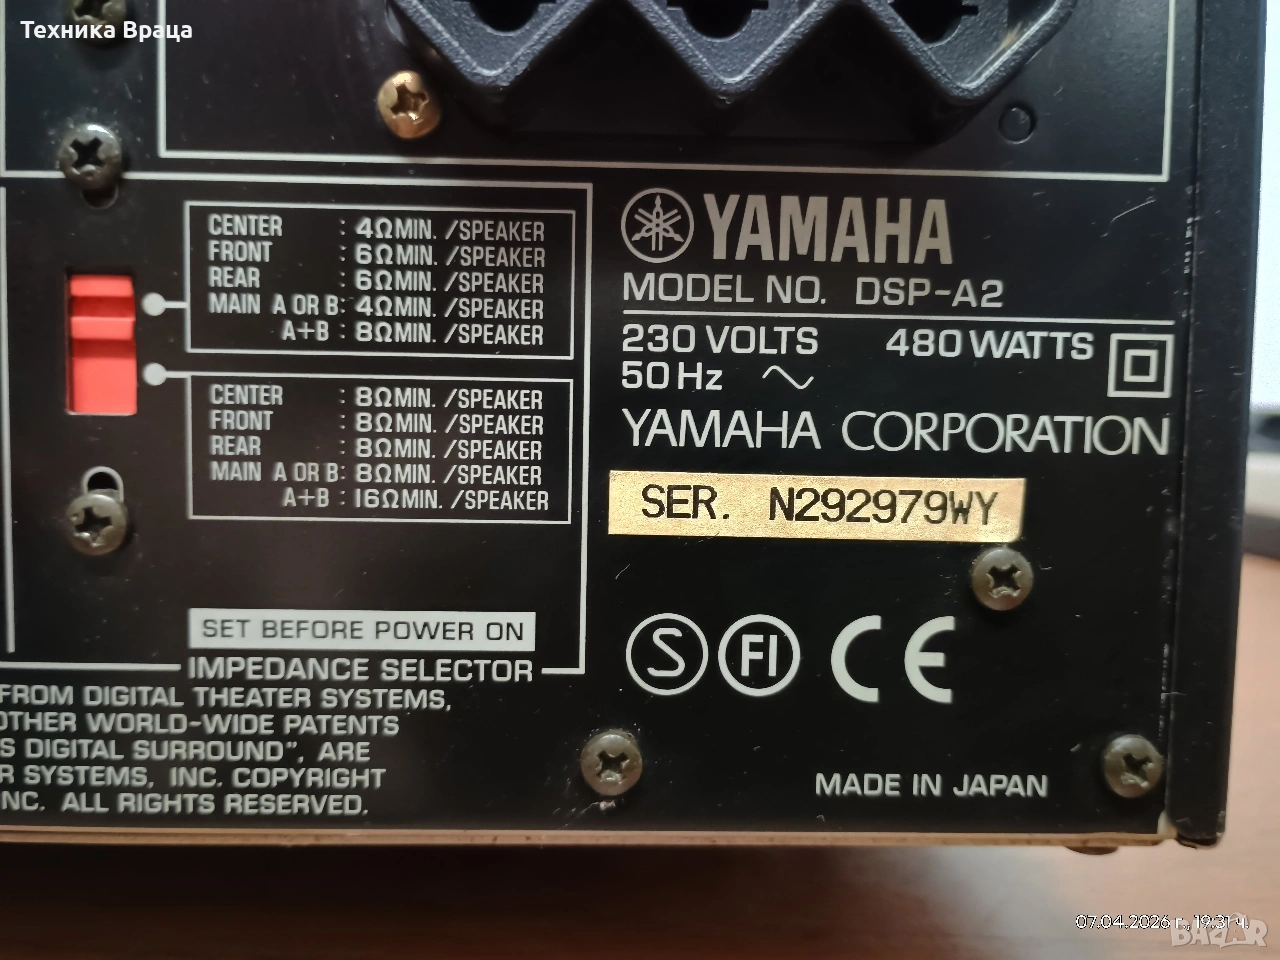 Техника Враца
CENTER : 4ΩMIN. /SPEAKER
FRONT : 6ΩMIN. /SPEAKER
REAR : 6ΩMIN. /SPEAKER
MAIN A OR B: 4ΩMIN. /SPEAKER
A+B : 8ΩMIN. /SPEAKER
CENTER : 8ΩMIN. /SPEAKER
FRONT : 8ΩMIN. /SPEAKER
REAR : 8ΩMIN. /SPEAKER
MAIN A OR B: 8ΩMIN. /SPEAKER
A+B : 16ΩMIN. /SPEAKER
SET BEFORE POWER ON
IMPEDANCE SELECTOR
FROM DIGITAL THEATER SYSTEMS,
OTHER WORLD-WIDE PATENTS
S DIGITAL SURROUND", ARE
R SYSTEMS, INC. COPYRIGHT
INC. ALL RIGHTS RESERVED.
YAMAHA
MODEL NO. DSP-A2
230 VOLTS 480 WATTS
50 Hz
YAMAHA CORPORATION
SER. N292979WY
S FI CE
MADE IN JAPAN
07.04.2026 г., 19:31 ч.
BAZAR